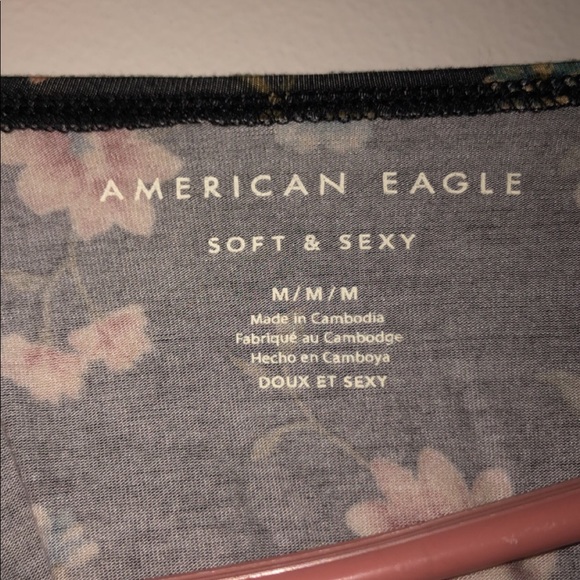 AMERICAN EAGLE
SOFT & SEXY
M/M/M
Made in Cambodia
Fabriqué au Cambodge
Hecho en Camboya
DOUX ET SEXY